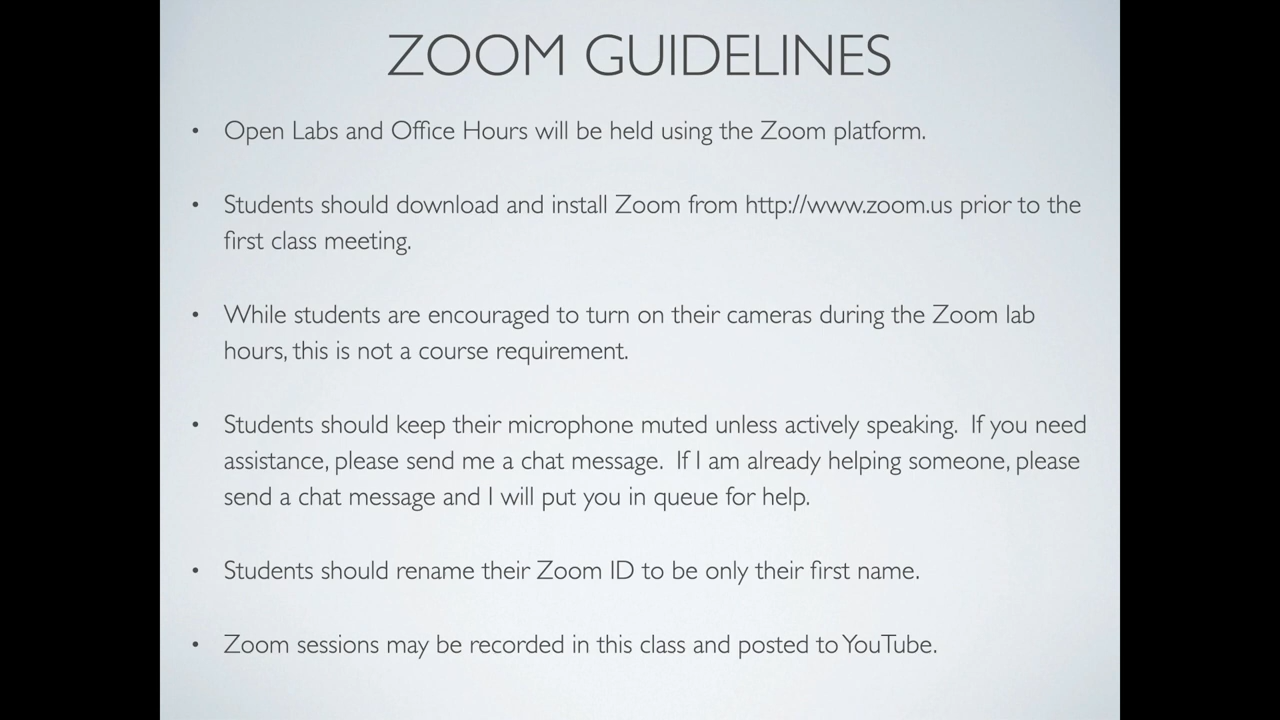 ZOOM GUIDELINES
• Open Labs and Office Hours will be held using the Zoom platform.
• Students should download and install Zoom from http://www.zoom.us prior to the
first class meeting.
• While students are encouraged to turn on their cameras during the Zoom lab
hours, this is not a course requirement.
• Students should keep their microphone muted unless actively speaking.  If you need
assistance, please send me a chat message.  If I am already helping someone, please
send a chat message and I will put you in queue for help.
• Students should rename their Zoom ID to be only their first name.
• Zoom sessions may be recorded in this class and posted to YouTube.